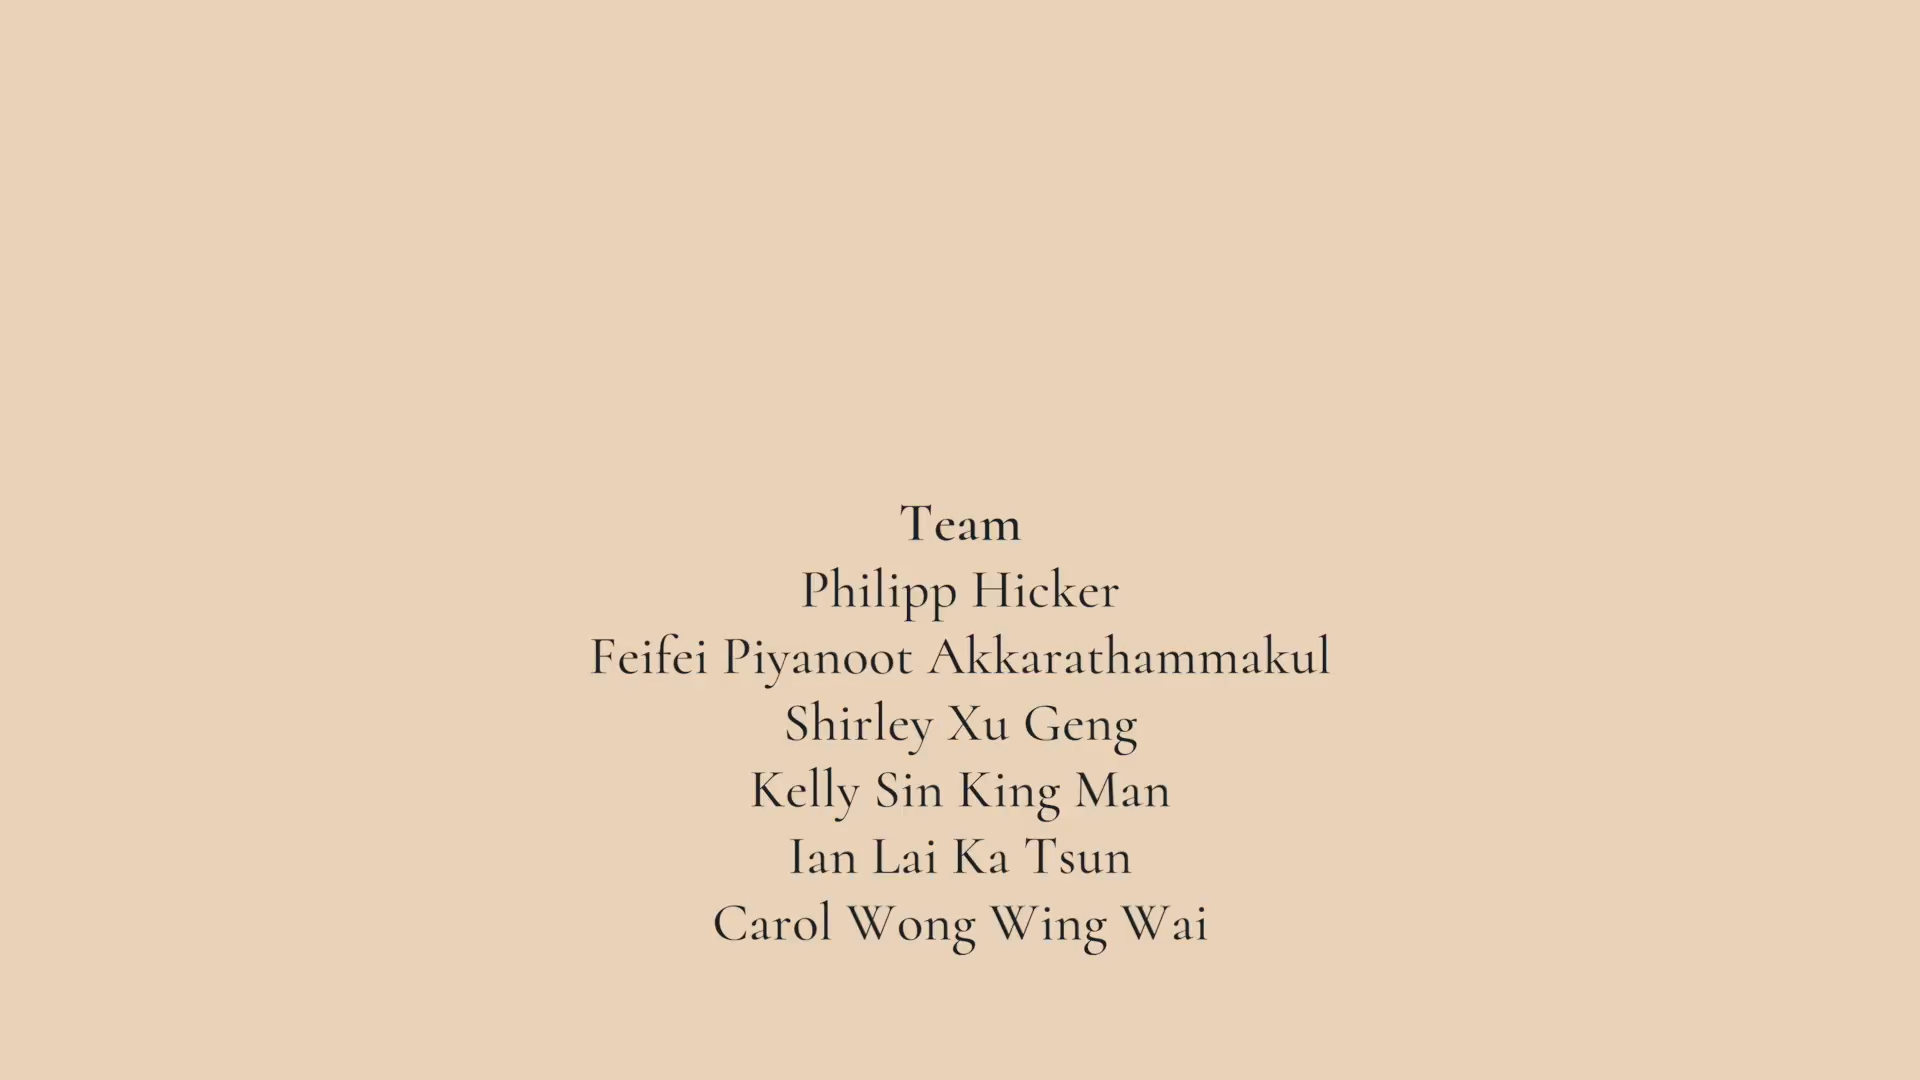 Team
Philipp Hicker
Feifei Piyanoot Akkarathammakul
Shirley Xu Geng
Kelly Sin King Man
Ian Lai Ka Tsun
Carol Wong Wing Wai